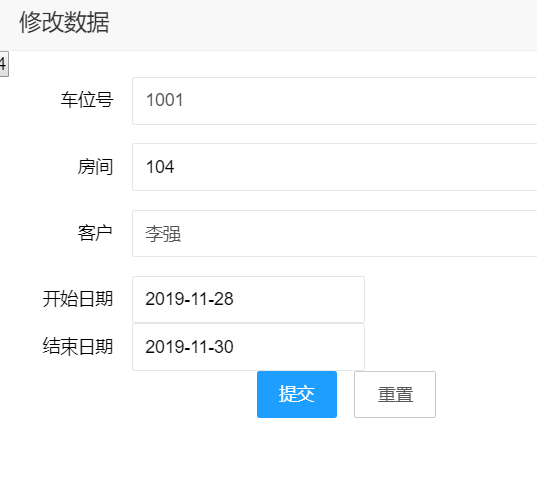 修改数据
4
车位号 1001
房间 104
客户 李强
开始日期 2019-11-28
结束日期 2019-11-30
提交 重置